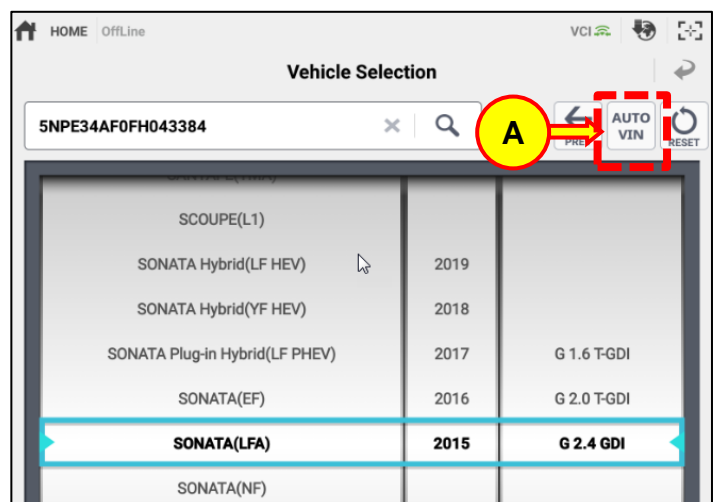 HOME OffLine VCI
Vehicle Selection
5NPE34AF0FH043384 A AUTO VIN RESET
SCOUPE(L1)
SONATA Hybrid(LF HEV) 2019
SONATA Hybrid(YF HEV) 2018
SONATA Plug-in Hybrid(LF PHEV) 2017 G 1.6 T-GDI
SONATA(EF) 2016 G 2.0 T-GDI
SONATA(LFA) 2015 G 2.4 GDI
SONATA(NF)